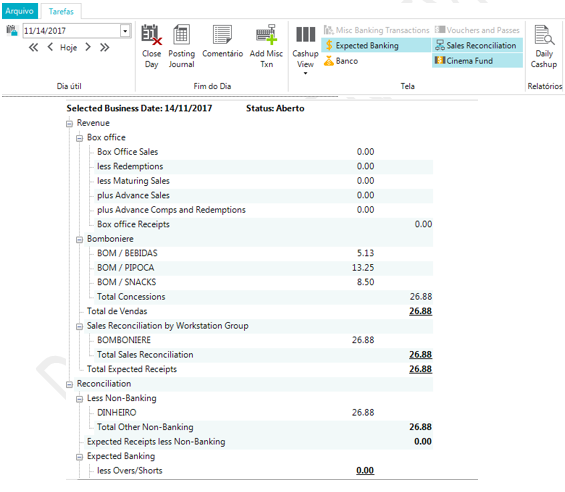 Arquivo Tarefas
11/14/2017
Hoje
Dia útil
Close Day
Posting Journal
Comentário
Add Misc Txn
Fim do Dia
Cashup View
Misc Banking Transactions
Vouchers and Passes
Expected Banking
Sales Reconciliation
Banco
Cinema Fund
Tela
Daily Cashup
Relatórios
Selected Business Date: 14/11/2017 Status: Aberto
Revenue
Box office
Box Office Sales 0.00
less Redemptions 0.00
less Maturing Sales 0.00
plus Advance Sales 0.00
plus Advance Comps and Redemptions 0.00
Box office Receipts 0.00
Bomboniere
BOM / BEBIDAS 5.13
BOM / PIPOCA 13.25
BOM / SNACKS 8.50
Total Concessions 26.88
Total de Vendas 26.88
Sales Reconciliation by Workstation Group
BOMBONIERE 26.88
Total Sales Reconciliation 26.88
Total Expected Receipts 26.88
Reconciliation
Less Non-Banking
DINHEIRO 26.88
Total Other Non-Banking 26.88
Expected Receipts less Non-Banking 0.00
Expected Banking
less Overs/Shorts 0.00